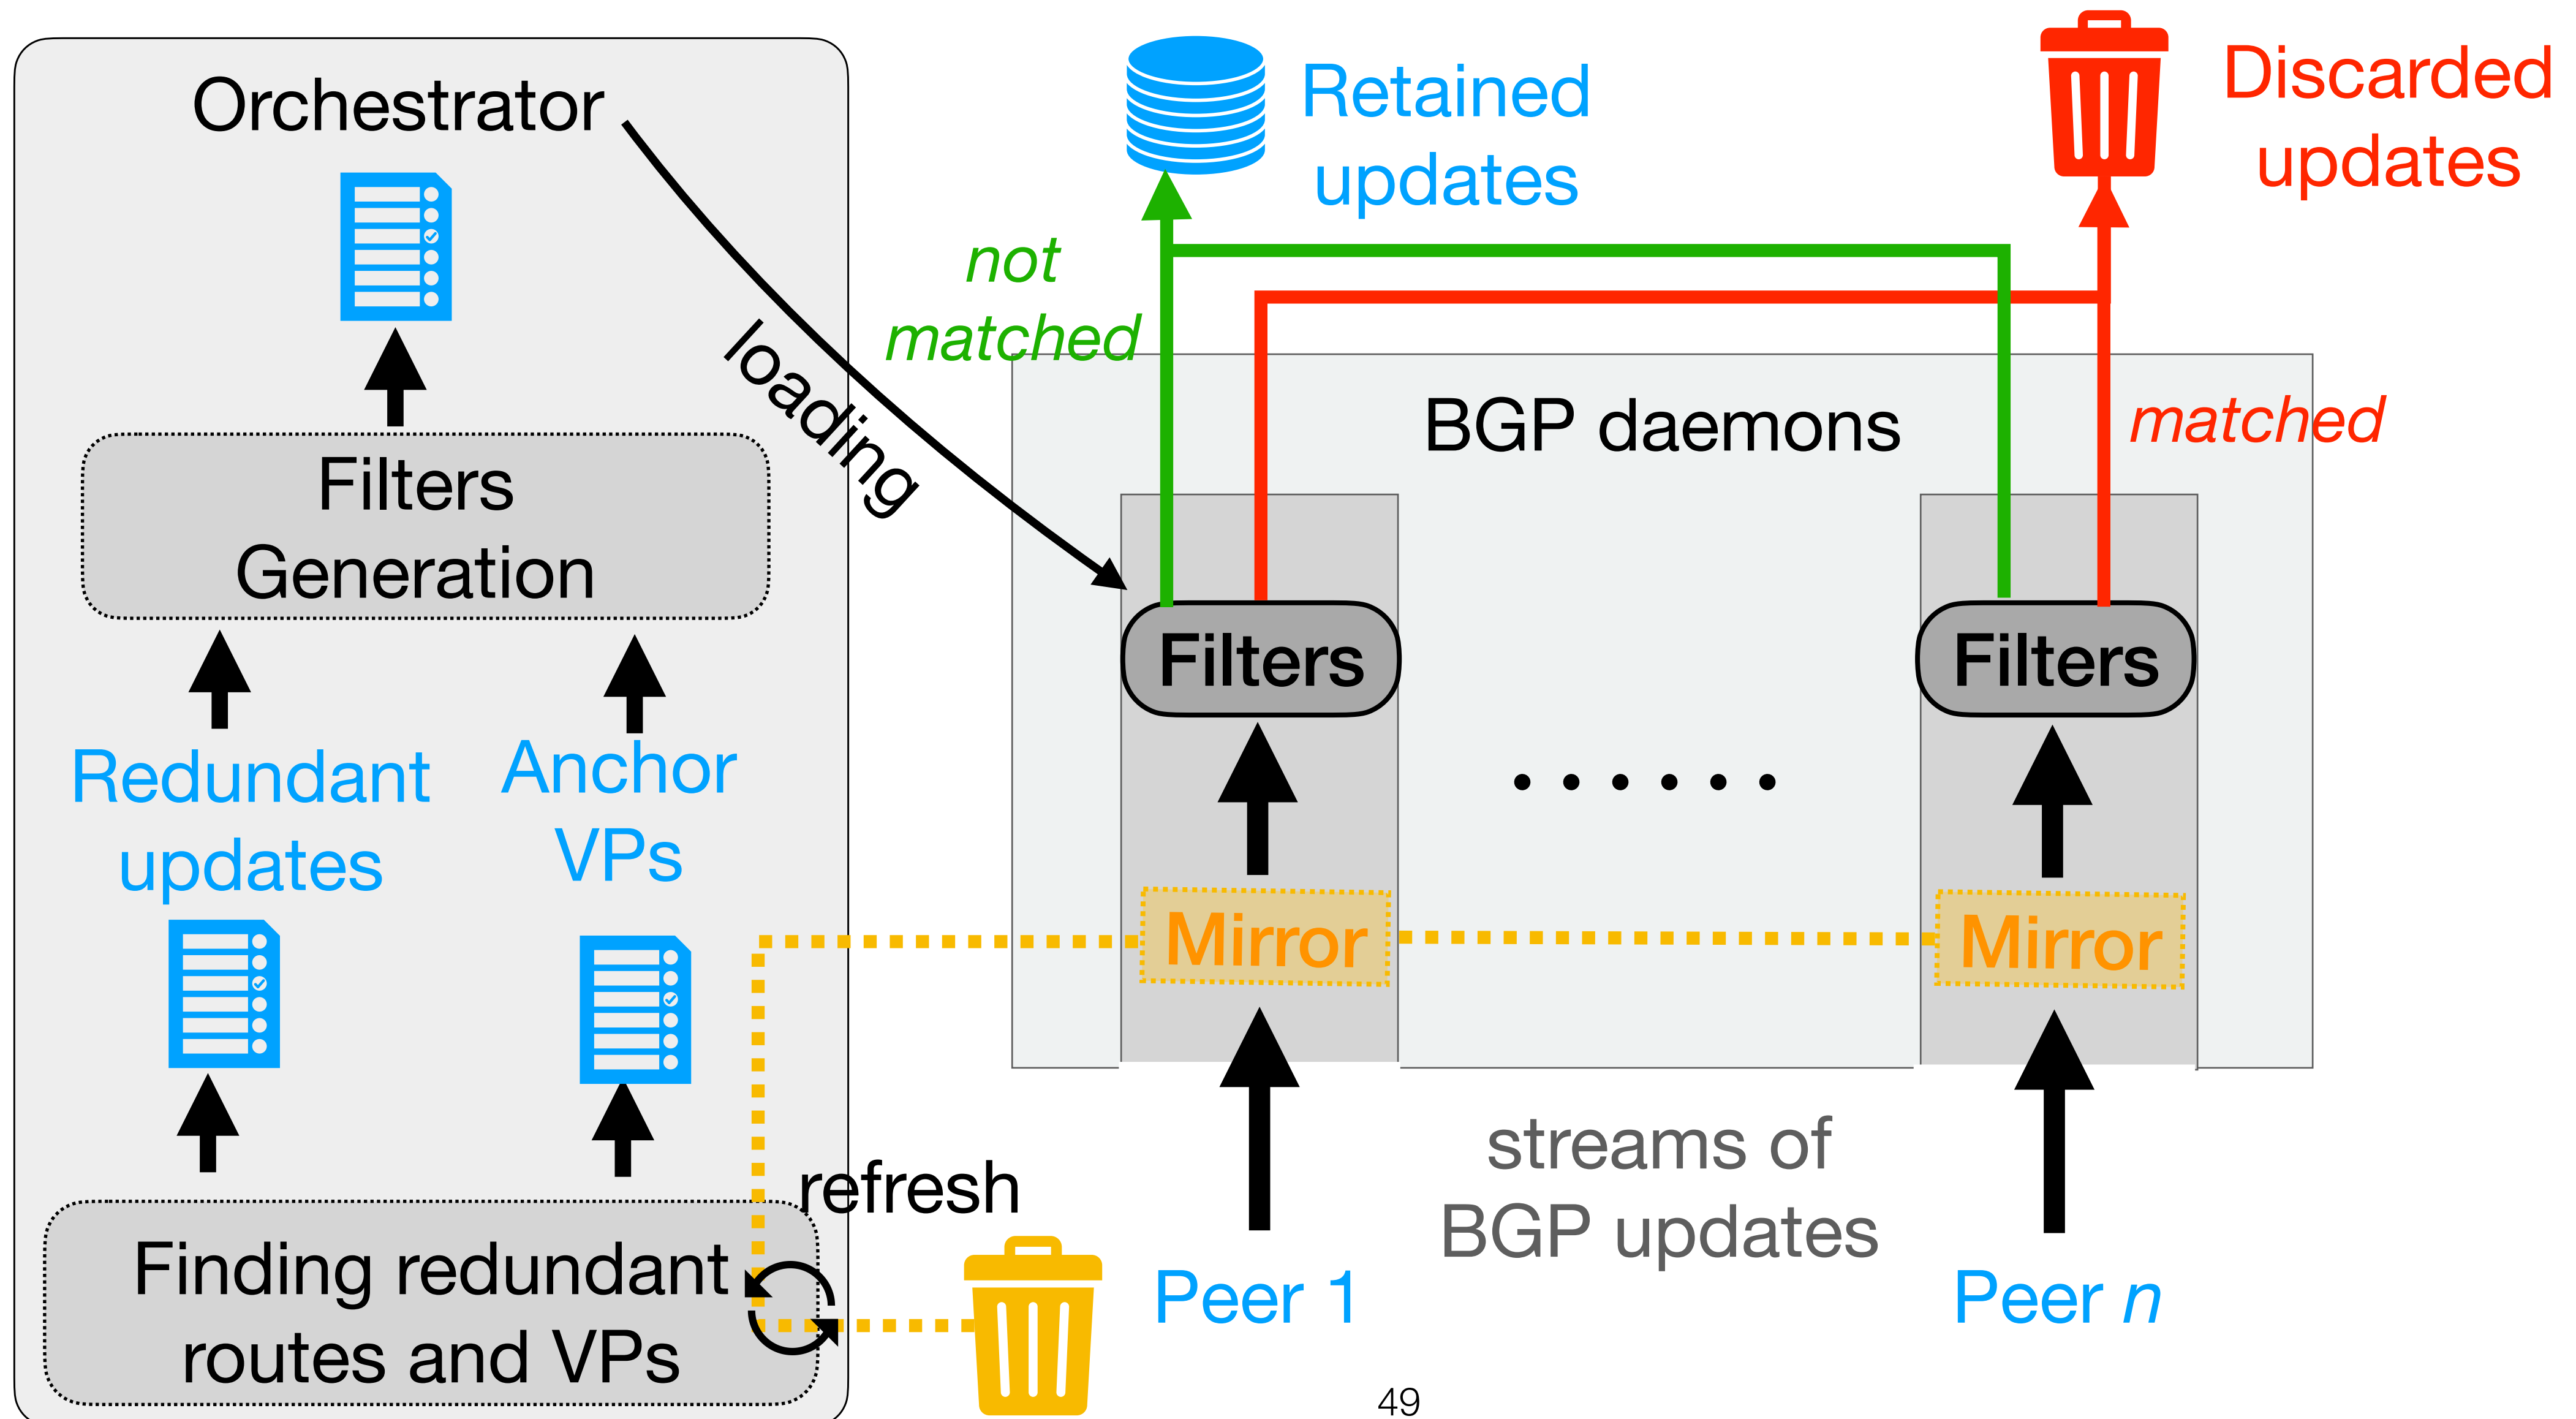 Orchestrator
Filters
Generation
Redundant
updates
Anchor
VPs
Finding redundant
routes and VPs
refresh
loading
Retained
updates
Discarded
updates
not
matched
matched
BGP daemons
Filters
Filters
Mirror
Mirror
streams of
BGP updates
Peer 1
Peer n
49